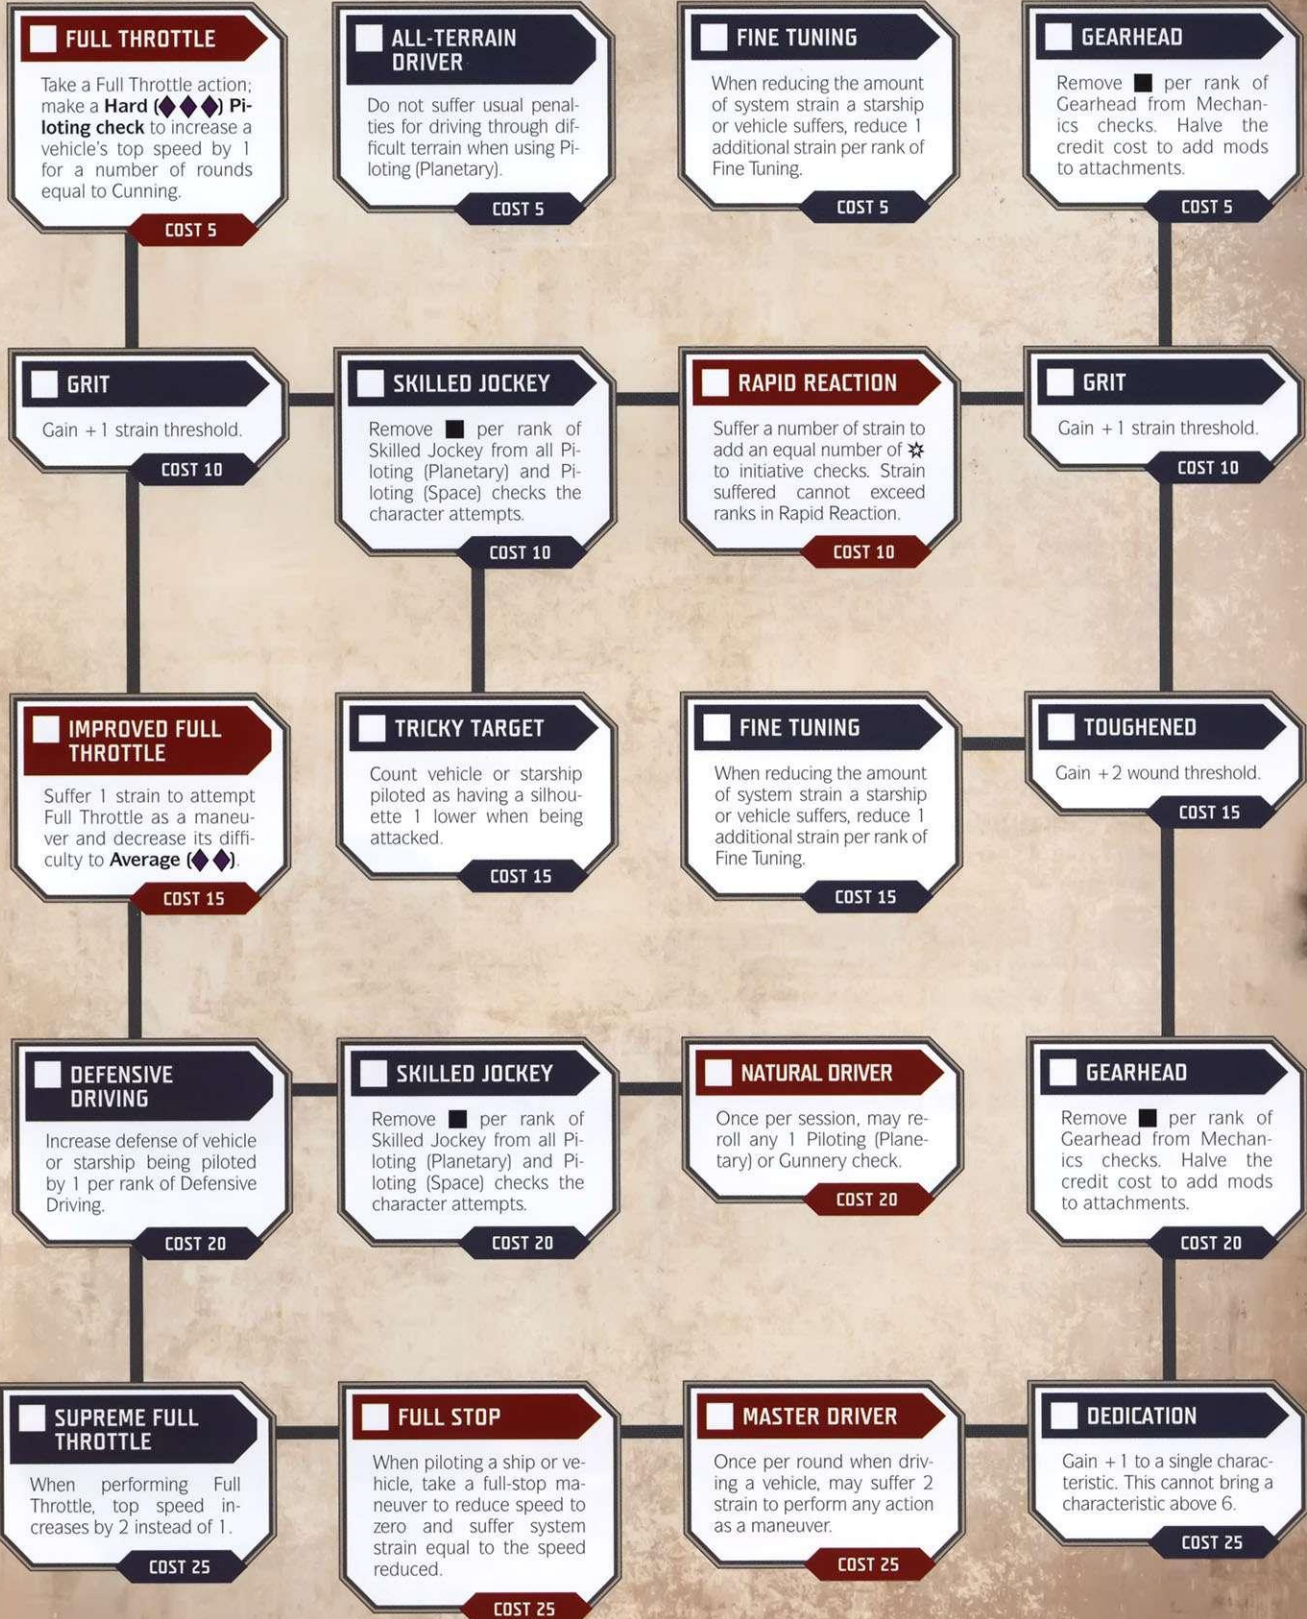 FULL THROTTLE
Take a Full Throttle action;
make a Hard (◆◆◆) Pi-
loting check to increase a
vehicle's top speed by 1
for a number of rounds
equal to Cunning.
COST 5
ALL-TERRAIN
DRIVER
Do not suffer usual penal-
ties for driving through dif-
ficult terrain when using Pi-
loting (Planetary).
COST 5
FINE TUNING
When reducing the amount
of system strain a starship
or vehicle suffers, reduce 1
additional strain per rank of
Fine Tuning.
COST 5
GEARHEAD
Remove ■ per rank of
Gearhead from Mechan-
ics checks. Halve the
credit cost to add mods
to attachments.
COST 5
GRIT
Gain +1 strain threshold.
COST 10
SKILLED JOCKEY
Remove ■ per rank of
Skilled Jockey from all Pi-
loting (Planetary) and Pi-
loting (Space) checks the
character attempts.
COST 10
RAPID REACTION
Suffer a number of strain to
add an equal number of ✲
to initiative checks. Strain
suffered cannot exceed
ranks in Rapid Reaction.
COST 10
GRIT
Gain +1 strain threshold.
COST 10
IMPROVED FULL
THROTTLE
Suffer 1 strain to attempt
Full Throttle as a maneu-
ver and decrease its diffi-
culty to Average (◆◆).
COST 15
TRICKY TARGET
Count vehicle or starship
piloted as having a silhou-
ette 1 lower when being
attacked.
COST 15
FINE TUNING
When reducing the amount
of system strain a starship
or vehicle suffers, reduce 1
additional strain per rank of
Fine Tuning.
COST 15
TOUGHENED
Gain +2 wound threshold.
COST 15
DEFENSIVE
DRIVING
Increase defense of vehicle
or starship being piloted
by 1 per rank of Defensive
Driving.
COST 20
SKILLED JOCKEY
Remove ■ per rank of
Skilled Jockey from all Pi-
loting (Planetary) and Pi-
loting (Space) checks the
character attempts.
COST 20
NATURAL DRIVER
Once per session, may re-
roll any 1 Piloting (Plane-
tary) or Gunnery check.
COST 20
GEARHEAD
Remove ■ per rank of
Gearhead from Mechan-
ics checks. Halve the
credit cost to add mods
to attachments.
COST 20
SUPREME FULL
THROTTLE
When performing Full
Throttle, top speed in-
creases by 2 instead of 1.
COST 25
FULL STOP
When piloting a ship or ve-
hicle, take a full-stop ma-
neuver to reduce speed to
zero and suffer system
strain equal to the speed
reduced.
COST 25
MASTER DRIVER
Once per round when driv-
ing a vehicle, may suffer 2
strain to perform any action
as a maneuver.
COST 25
DEDICATION
Gain +1 to a single charac-
teristic. This cannot bring a
characteristic above 6.
COST 25